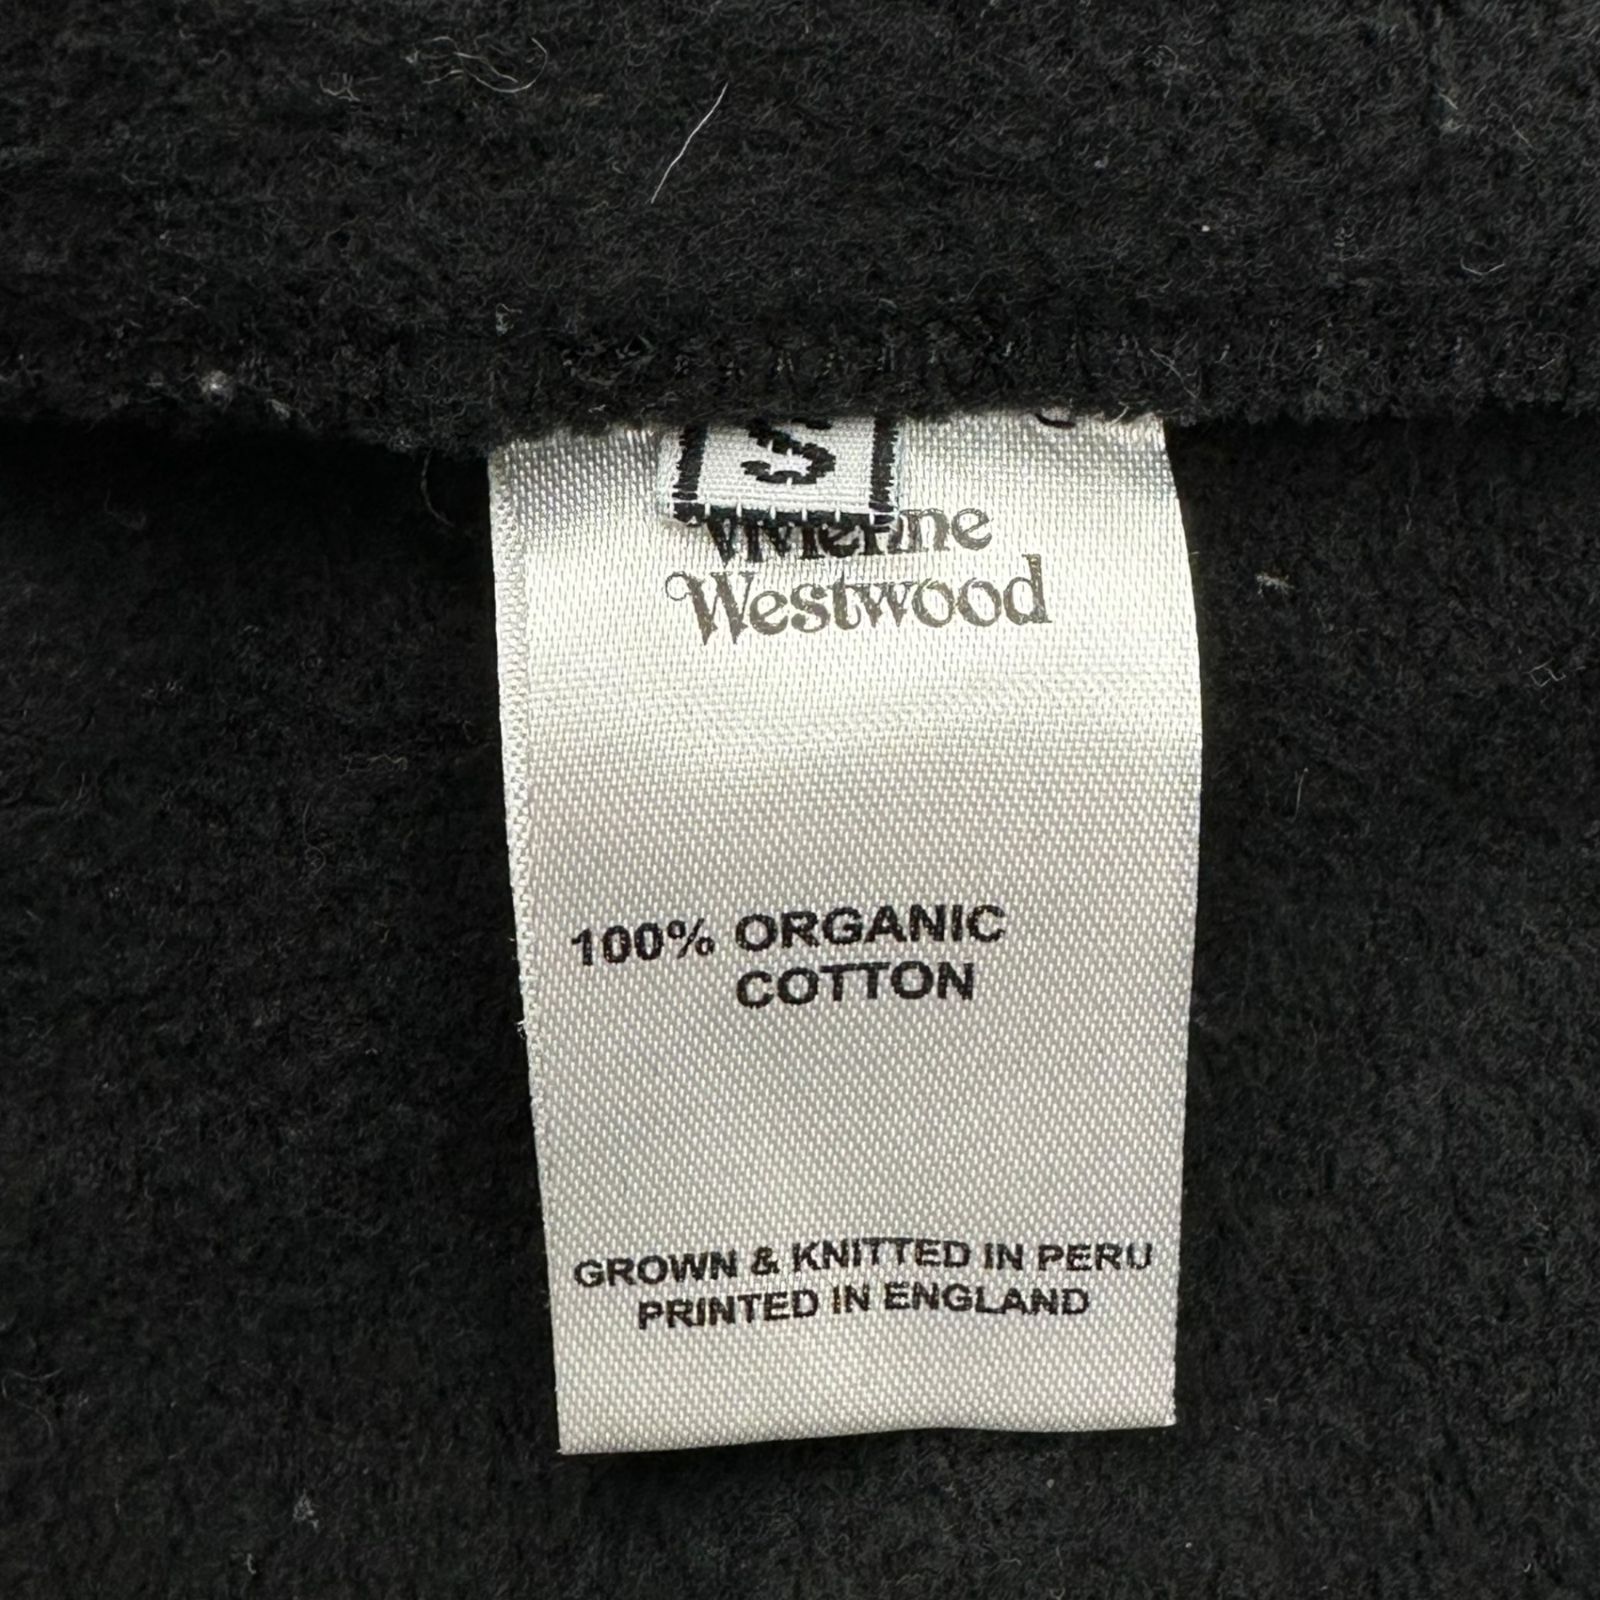 S
Vivienne
Westwood
100% ORGANIC
COTTON
GROWN & KNITTED IN PERU
PRINTED IN ENGLAND